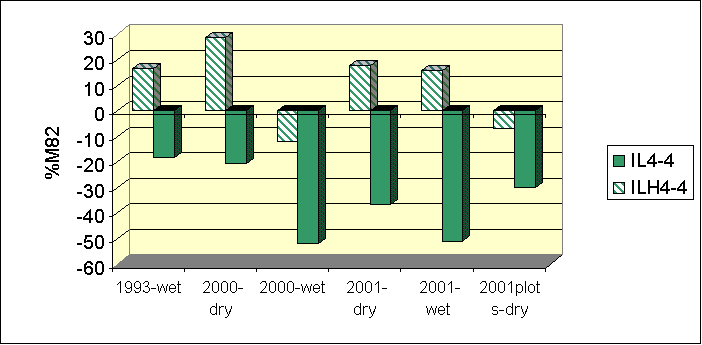 %M82
30
20
10
0
-10
-20
-30
-40
-50
-60
1993-wet
2000-
dry
2000-wet
2001-
dry
2001-
wet
2001plot
s-dry
IL4-4
ILH4-4